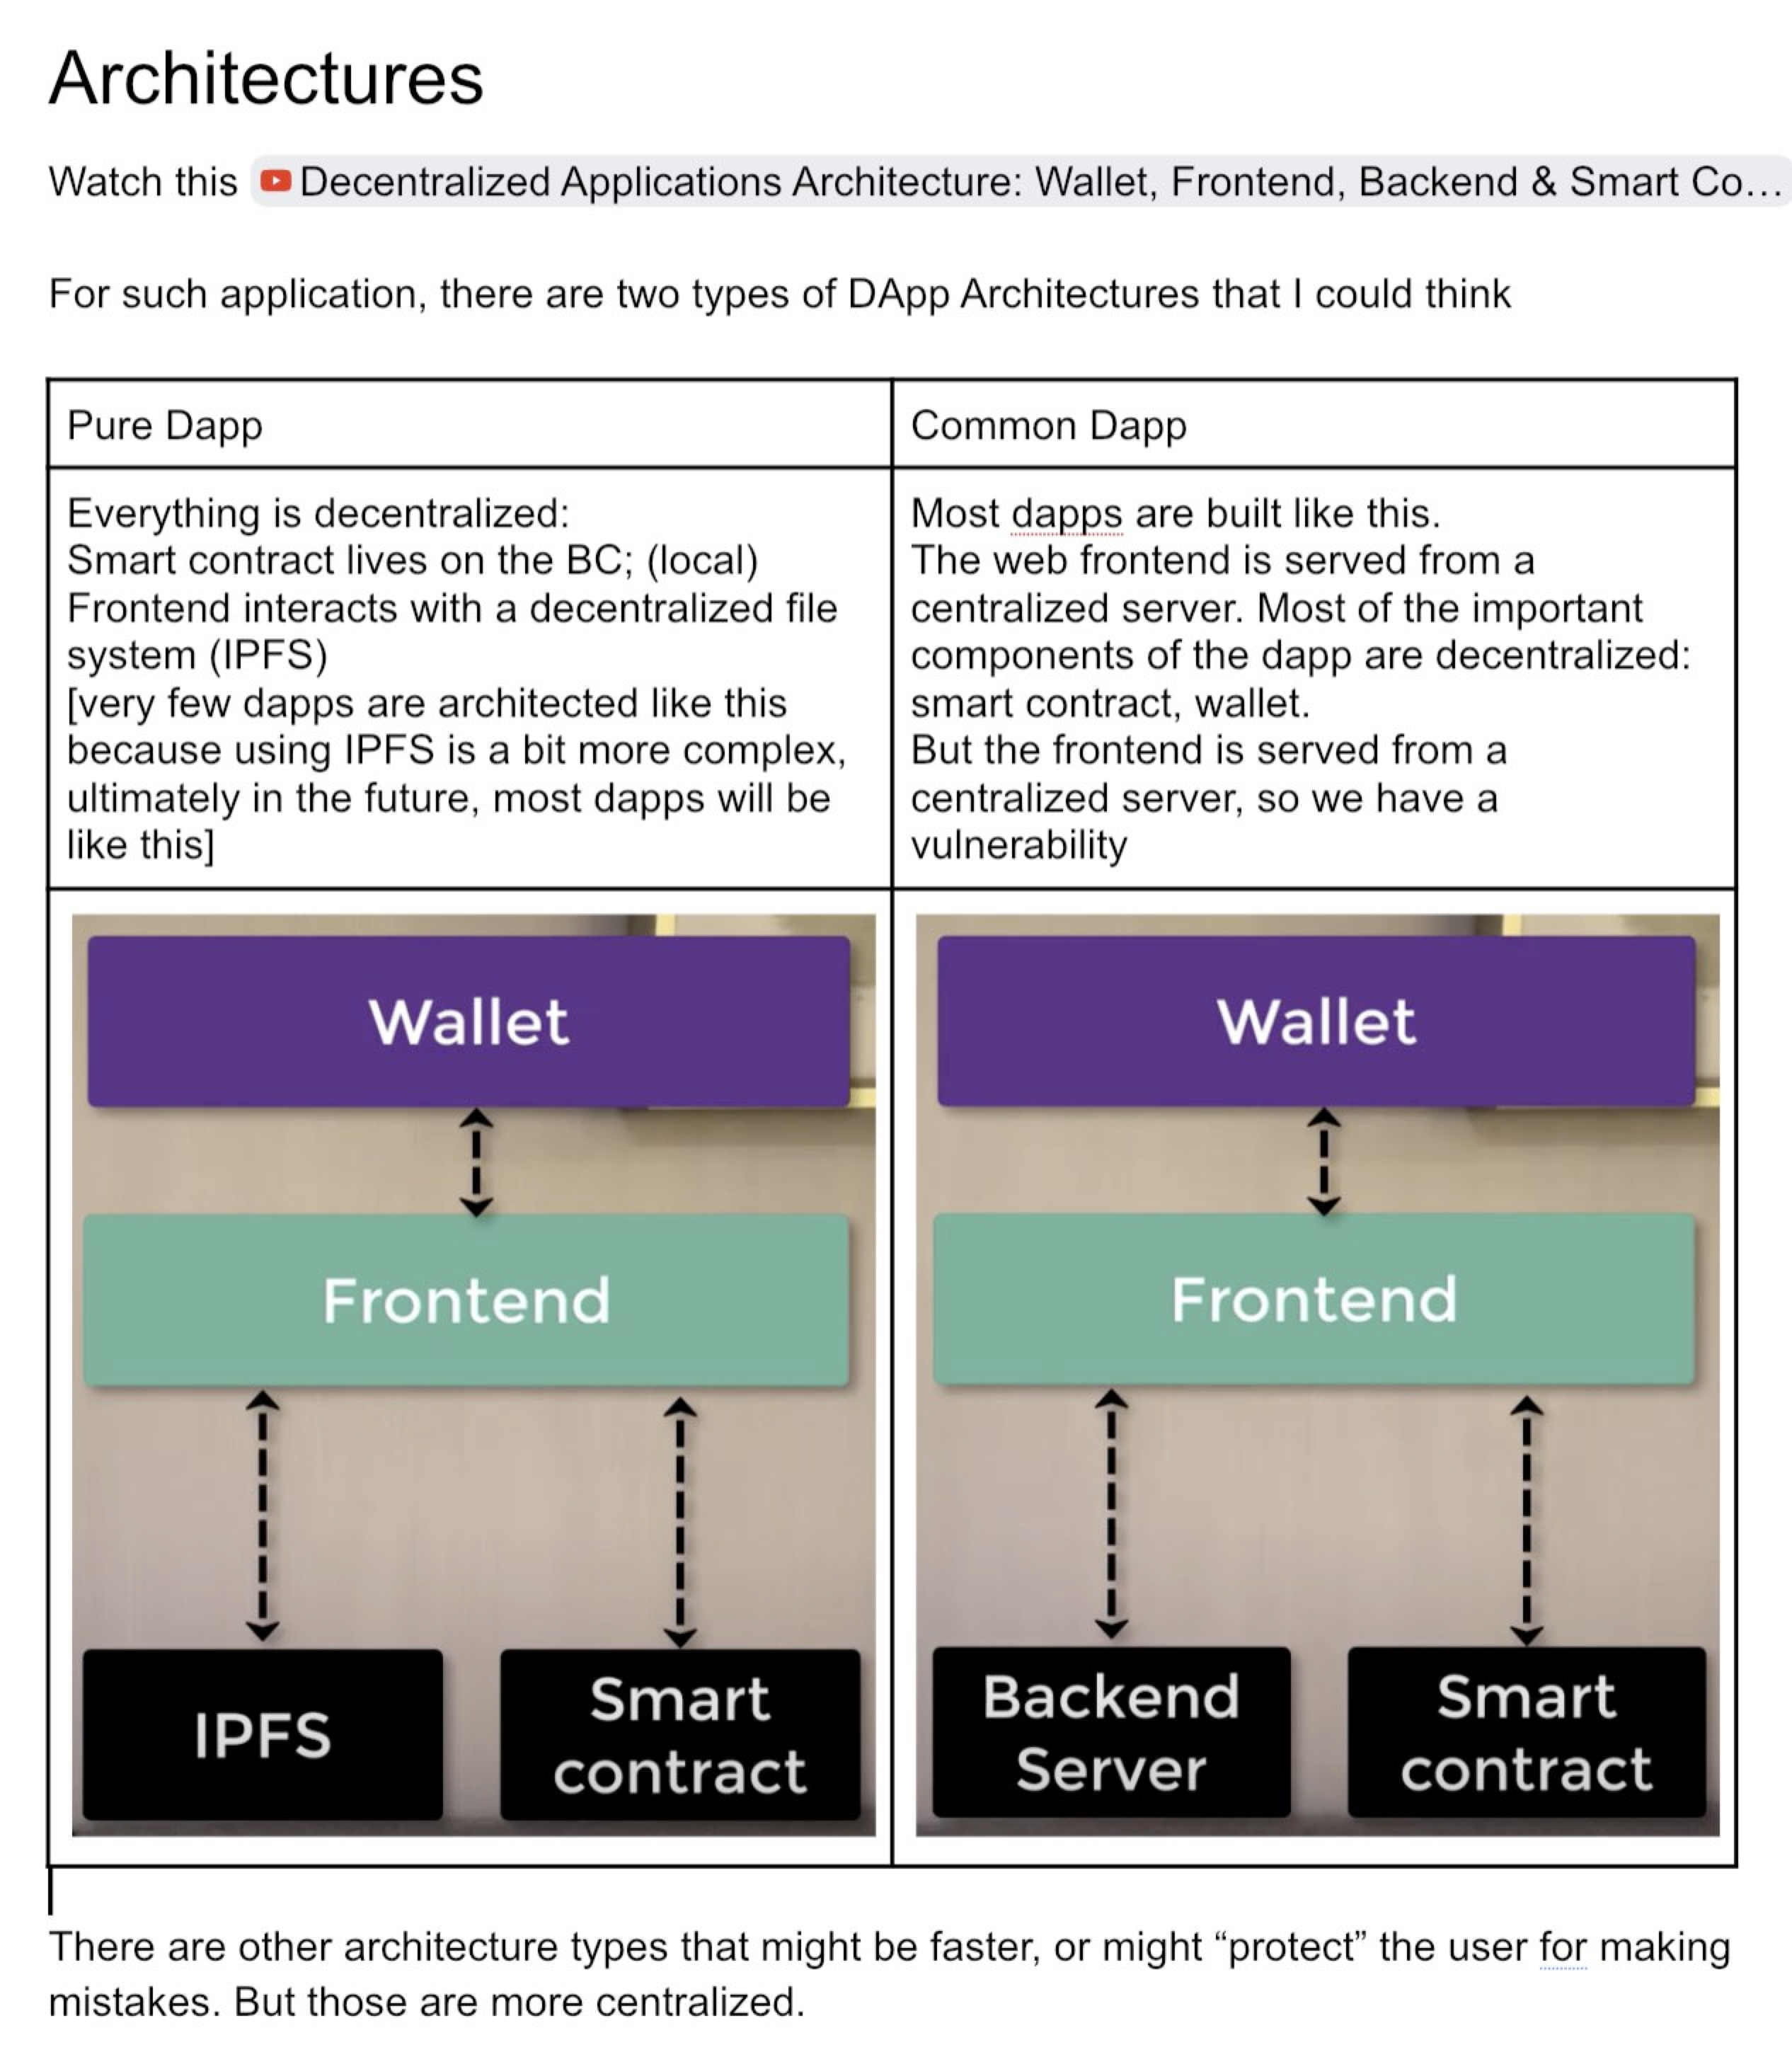 Architectures
Watch this Decentralized Applications Architecture: Wallet, Frontend, Backend & Smart Co...
For such application, there are two types of DApp Architectures that I could think
Pure Dapp
Common Dapp
Everything is decentralized:
Smart contract lives on the BC; (local)
Frontend interacts with a decentralized file
system (IPFS)
[very few dapps are architected like this
because using IPFS is a bit more complex,
ultimately in the future, most dapps will be
like this]
Most dapps are built like this.
The web frontend is served from a
centralized server. Most of the important
components of the dapp are decentralized:
smart contract, wallet.
But the frontend is served from a
centralized server, so we have a
vulnerability
Wallet
Frontend
IPFS
Smart
contract
Wallet
Frontend
Backend
Server
Smart
contract
There are other architecture types that might be faster, or might “protect” the user for making
mistakes. But those are more centralized.